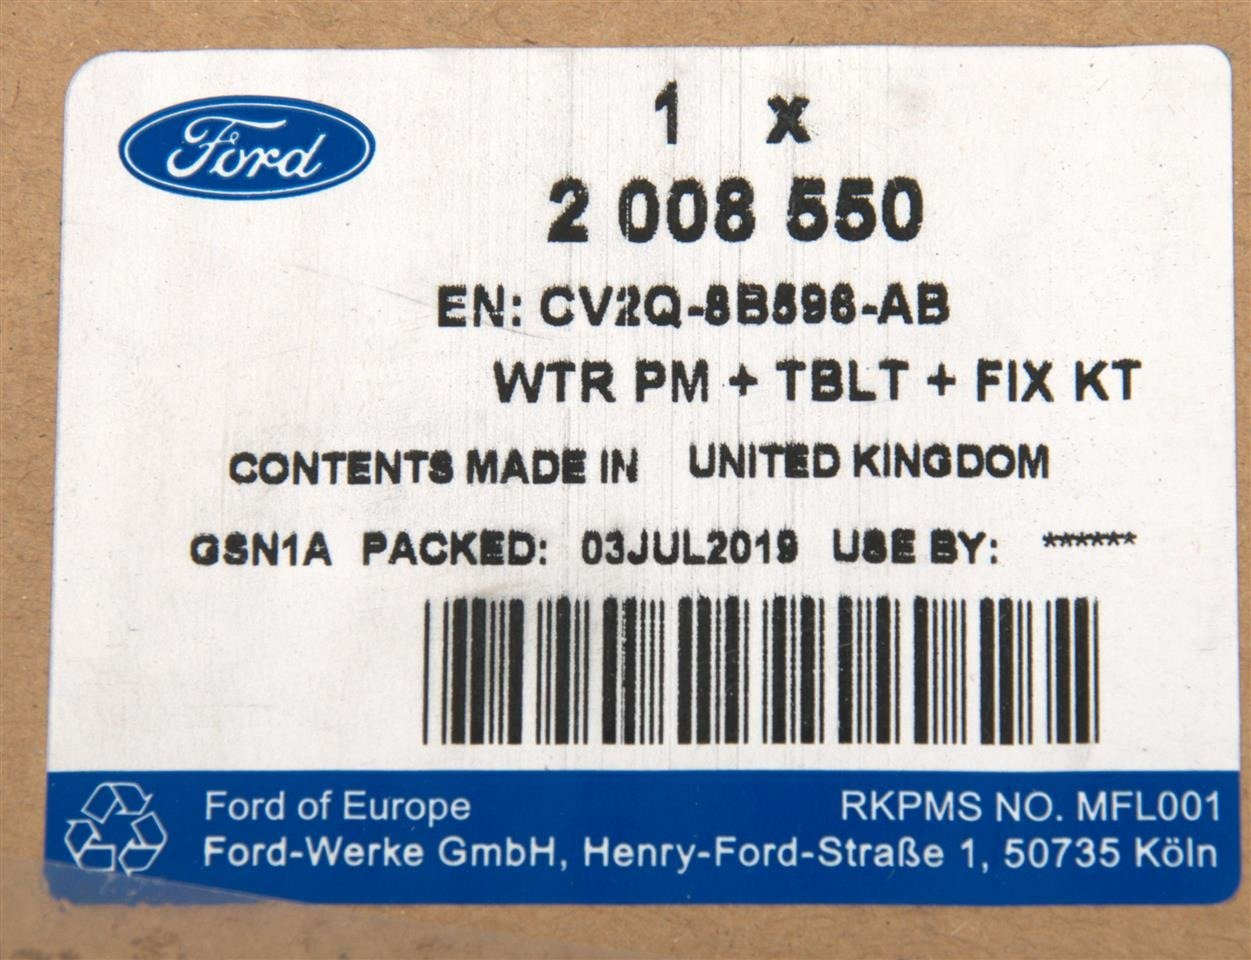 Ford
1 x
2 008 550
EN: CV2Q-8B596-AB
WTR PM + TBLT + FIX KT
CONTENTS MADE IN UNITED KINGDOM
GSN1A PACKED: 03JUL2019 USE BY: ******
Ford of Europe RKPMS NO. MFL001
Ford-Werke GmbH, Henry-Ford-Straße 1, 50735 Köln